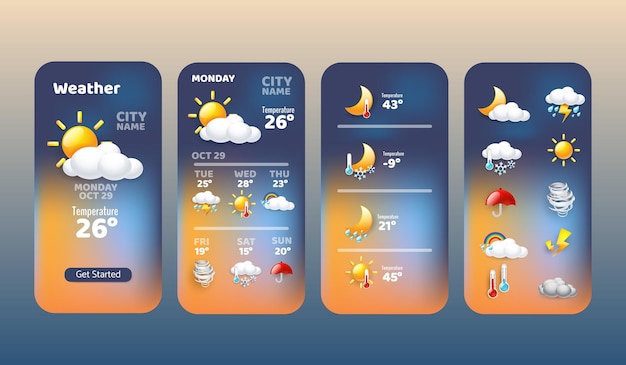 Weather
CITY
NAME
MONDAY
OCT 29
Temperature
26°
Get Started
MONDAY
CITY
NAME
Temperature
26°
OCT 29
TUE WED THU
25° 28° 23°
FRI SAT SUN
19° 15° 20°
Temperature
43°
Temperature
-9°
Temperature
21°
Temperature
45°